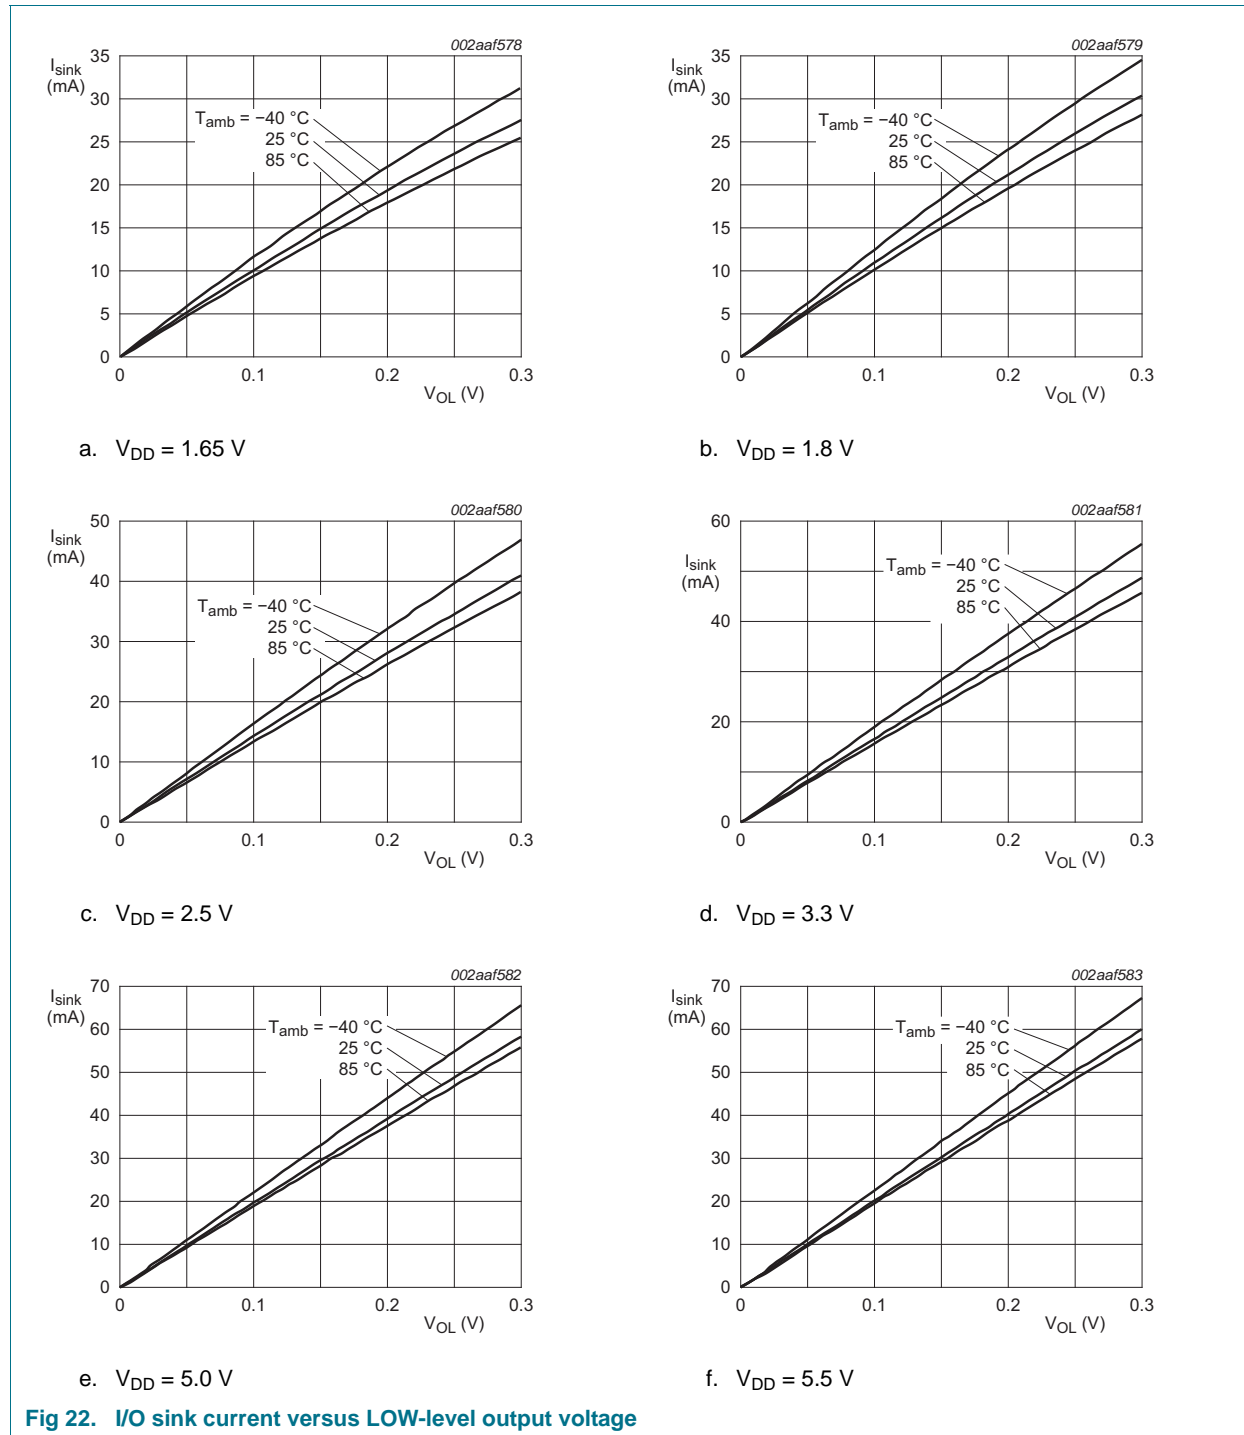 002aaf578
Isink
(mA)
35
30
25
20
15
10
5
0
Tamb = −40 °C
25 °C
85 °C
0 0.1 0.2 0.3
VOL (V)
a. VDD = 1.65 V
002aaf579
Isink
(mA)
35
30
25
20
15
10
5
0
Tamb = −40 °C
25 °C
85 °C
0 0.1 0.2 0.3
VOL (V)
b. VDD = 1.8 V
002aaf580
Isink
(mA)
50
40
30
20
10
0
Tamb = −40 °C
25 °C
85 °C
0 0.1 0.2 0.3
VOL (V)
c. VDD = 2.5 V
002aaf581
Isink
(mA)
60
40
20
0
Tamb = −40 °C
25 °C
85 °C
0 0.1 0.2 0.3
VOL (V)
d. VDD = 3.3 V
002aaf582
Isink
(mA)
70
60
50
40
30
20
10
0
Tamb = −40 °C
25 °C
85 °C
0 0.1 0.2 0.3
VOL (V)
e. VDD = 5.0 V
002aaf583
Isink
(mA)
70
60
50
40
30
20
10
0
Tamb = −40 °C
25 °C
85 °C
0 0.1 0.2 0.3
VOL (V)
f. VDD = 5.5 V
Fig 22. I/O sink current versus LOW-level output voltage